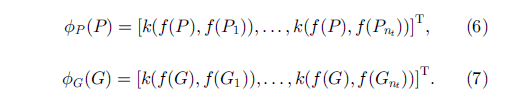 ϕ_P(P) = [k(f(P), f(P_1)), . . . , k(f(P), f(P_{n_t}))]^T, (6)
ϕ_G(G) = [k(f(G), f(G_1)), . . . , k(f(G), f(G_{n_t}))]^T. (7)